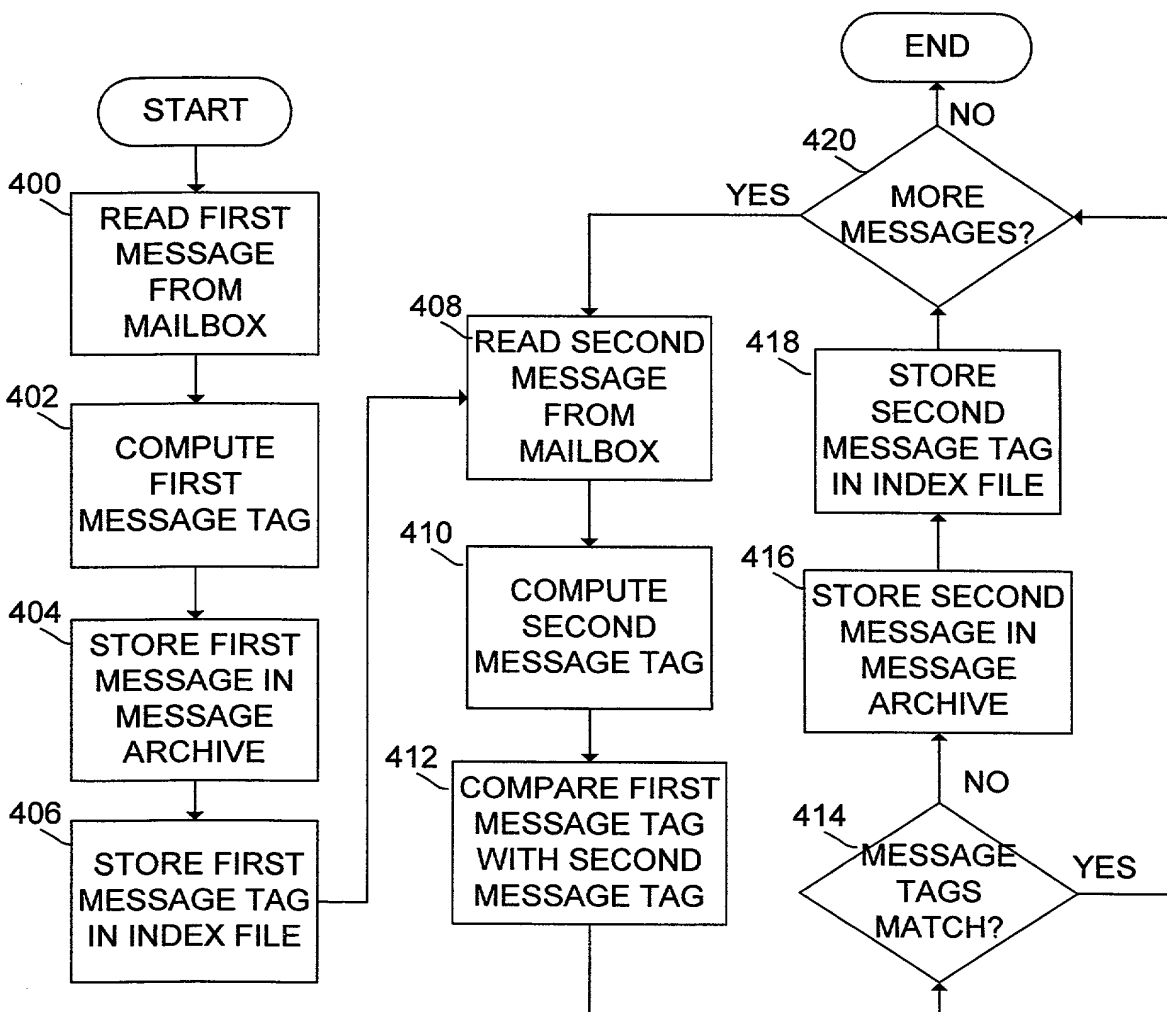 START
400
READ FIRST
MESSAGE
FROM
MAILBOX
402
COMPUTE
FIRST
MESSAGE TAG
404
STORE FIRST
MESSAGE IN
MESSAGE
ARCHIVE
406
STORE FIRST
MESSAGE TAG
IN INDEX FILE
408
READ SECOND
MESSAGE
FROM
MAILBOX
410
COMPUTE
SECOND
MESSAGE TAG
412
COMPARE FIRST
MESSAGE TAG
WITH SECOND
MESSAGE TAG
414
MESSAGE
TAGS
MATCH?
YES
NO
416
STORE SECOND
MESSAGE IN
MESSAGE
ARCHIVE
418
STORE
SECOND
MESSAGE TAG
IN INDEX FILE
420
MORE
MESSAGES?
YES
NO
END